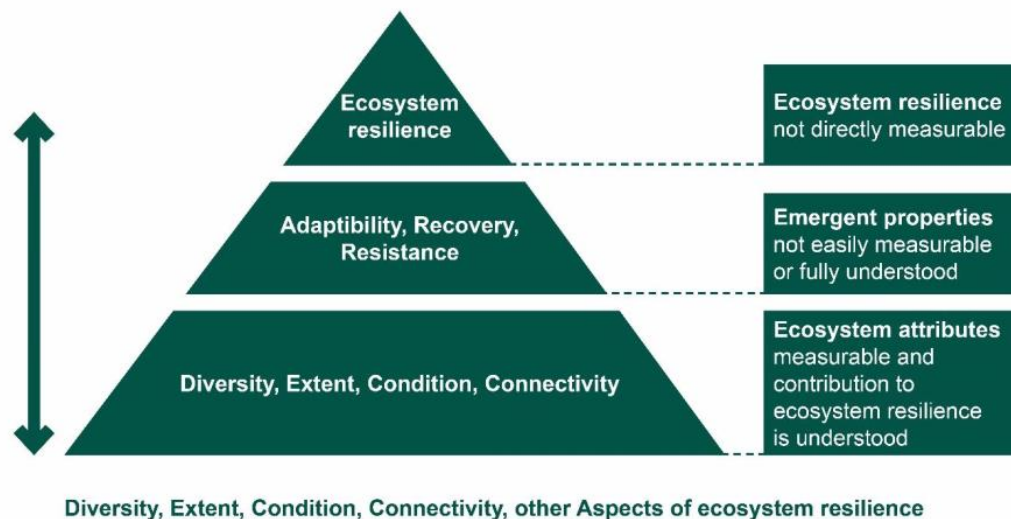 Ecosystem
resilience
Ecosystem resilience
not directly measurable
Adaptibility, Recovery,
Resistance
Emergent properties
not easily measurable
or fully understood
Diversity, Extent, Condition, Connectivity
Ecosystem attributes
measurable and
contribution to
ecosystem resilience
is understood
Diversity, Extent, Condition, Connectivity, other Aspects of ecosystem resilience